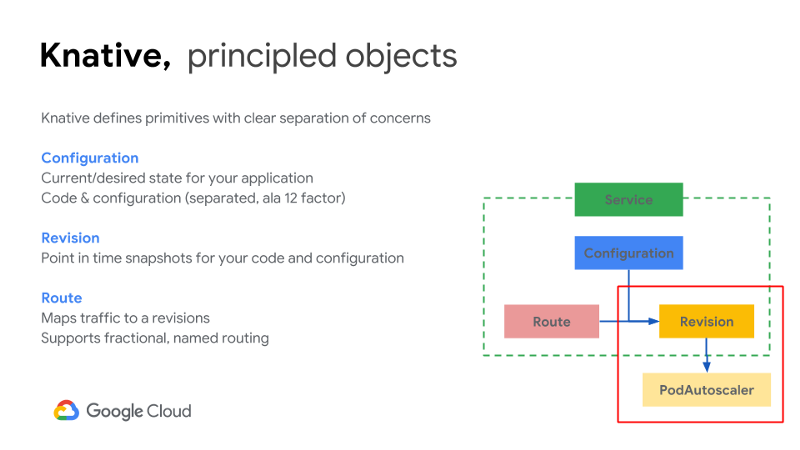 Knative, principled objects
Knative defines primitives with clear separation of concerns
Configuration
Current/desired state for your application
Code & configuration (separated, ala 12 factor)
Revision
Point in time snapshots for your code and configuration
Route
Maps traffic to a revisions
Supports fractional, named routing
Service
Configuration
Route
Revision
PodAutoscaler
Google Cloud